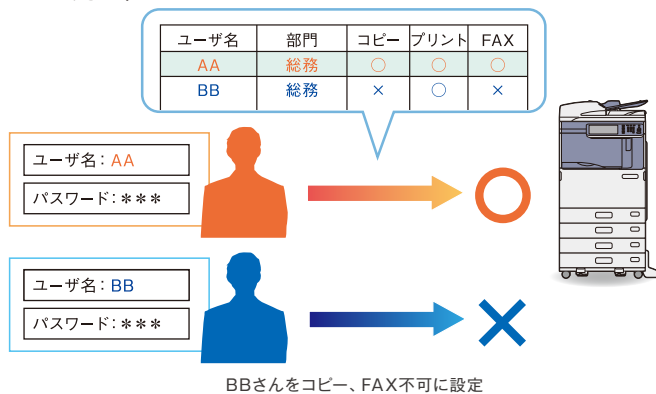 ユーザ名 部門 コピー プリント FAX
AA 総務 ○ ○ ○
BB 総務 × ○ ×
ユーザ名：AA
パスワード：＊＊＊
ユーザ名：BB
パスワード：＊＊＊
BBさんをコピー、FAX不可に設定